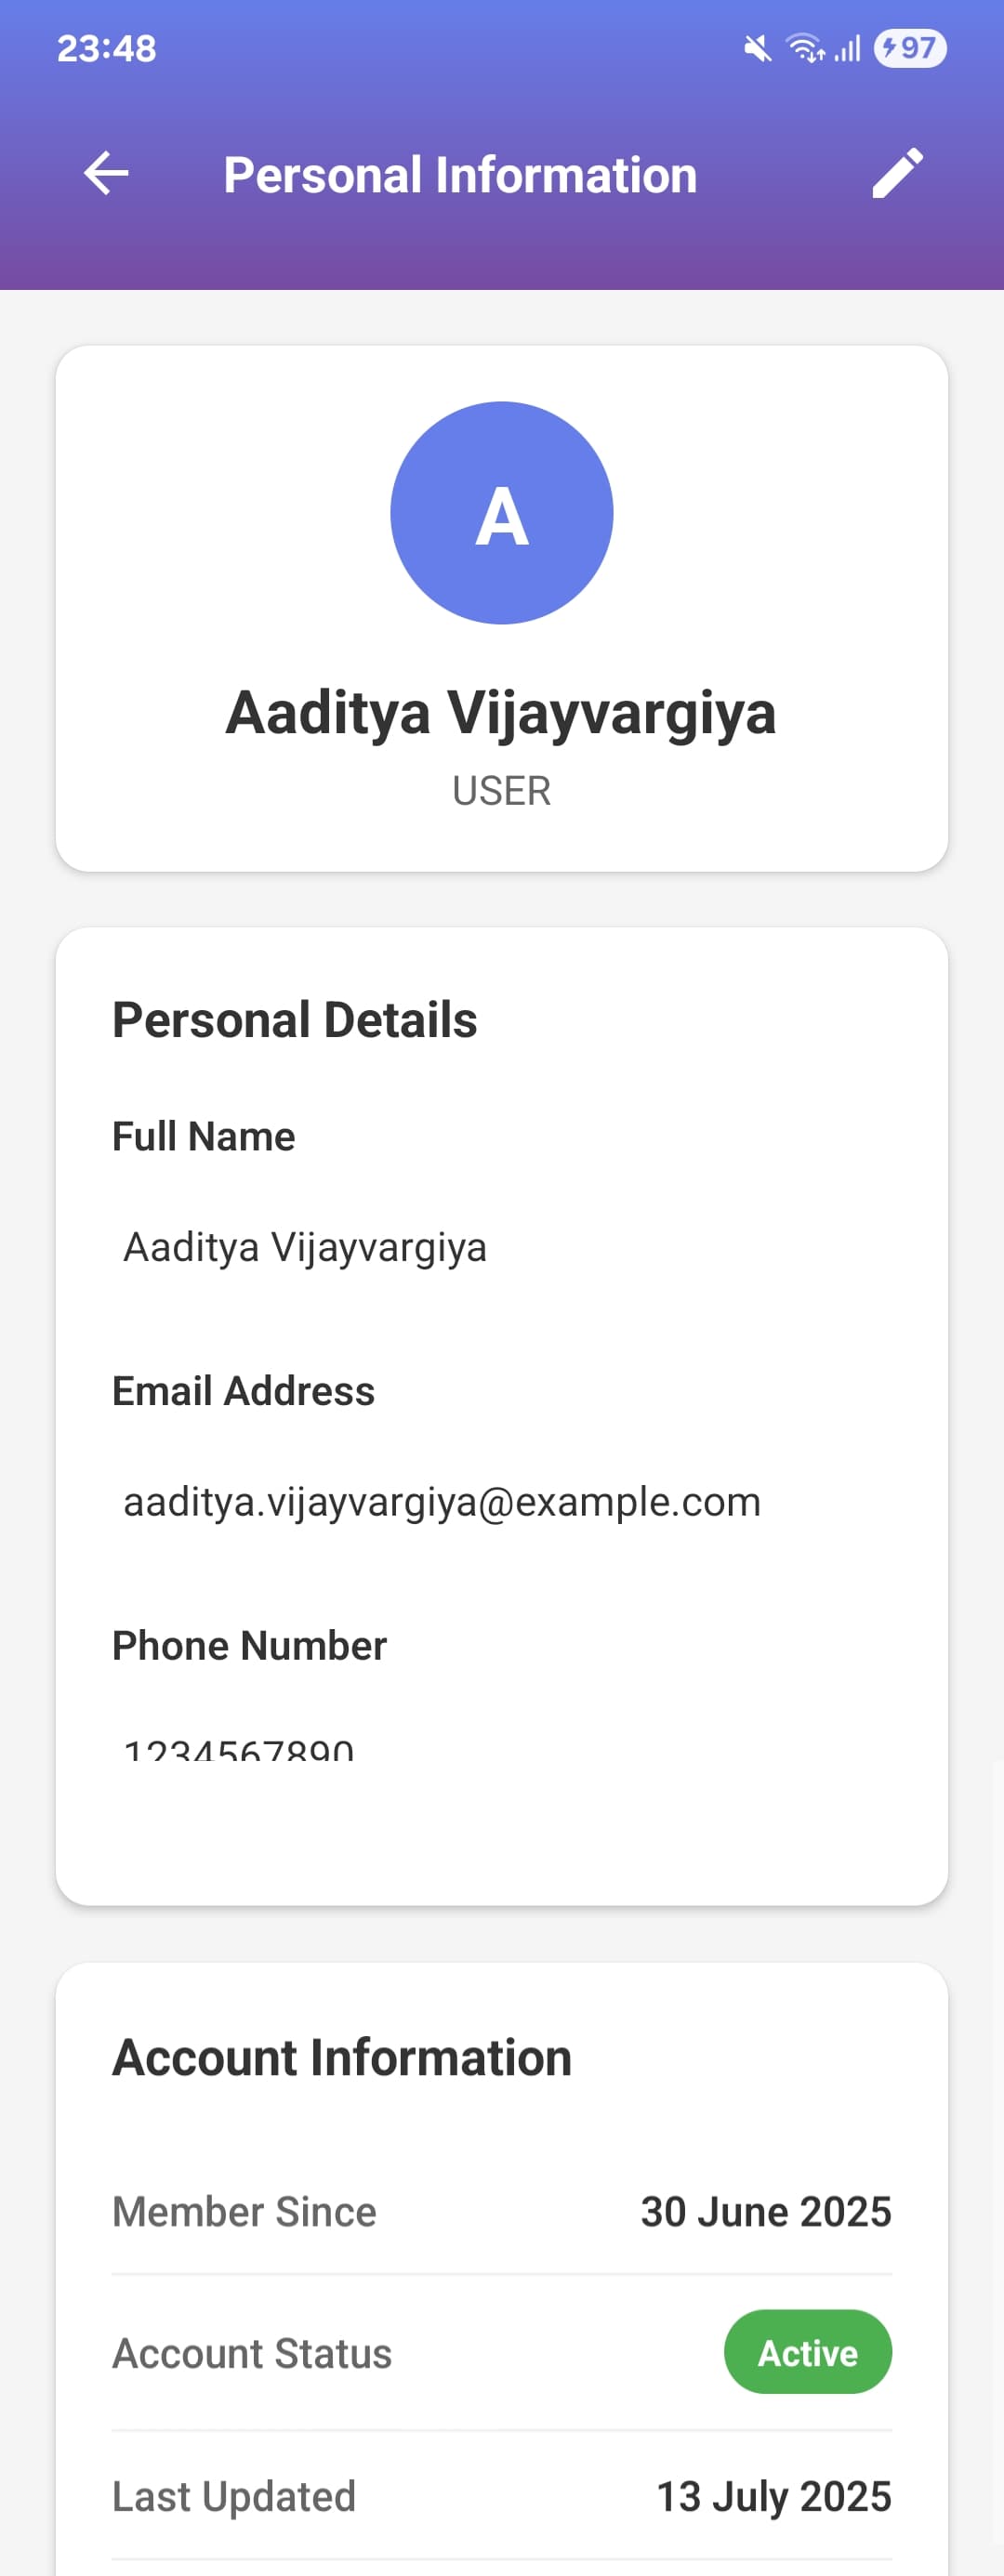 23:48
97
Personal Information
A
Aaditya Vijayvargiya
USER
Personal Details
Full Name
Aaditya Vijayvargiya
Email Address
aaditya.vijayvargiya@example.com
Phone Number
1234567890
Account Information
Member Since 30 June 2025
Account Status Active
Last Updated 13 July 2025